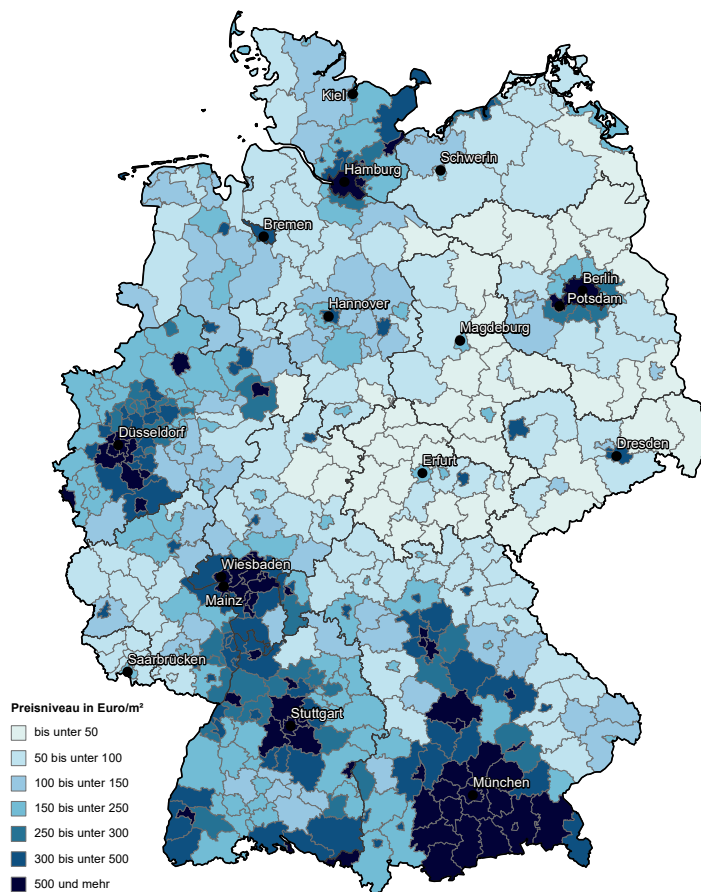 Kiel
Schwerin
Hamburg
Bremen
Berlin
Potsdam
Hannover
Magdeburg
Düsseldorf
Dresden
Erfurt
Wiesbaden
Mainz
Saarbrücken
Stuttgart
München
Preisniveau in Euro/m²
bis unter 50
50 bis unter 100
100 bis unter 150
150 bis unter 250
250 bis unter 300
300 bis unter 500
500 und mehr